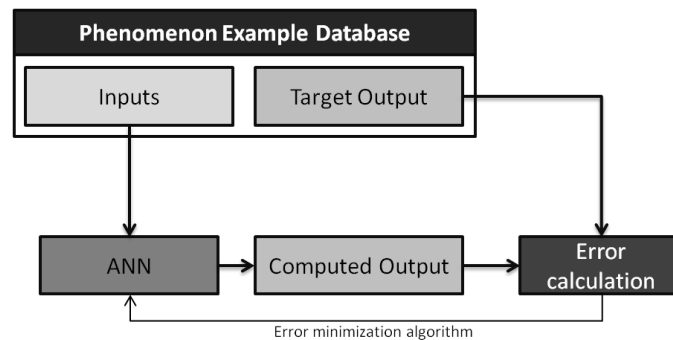 Phenomenon Example Database
Inputs
Target Output
ANN
Computed Output
Error
calculation
Error minimization algorithm